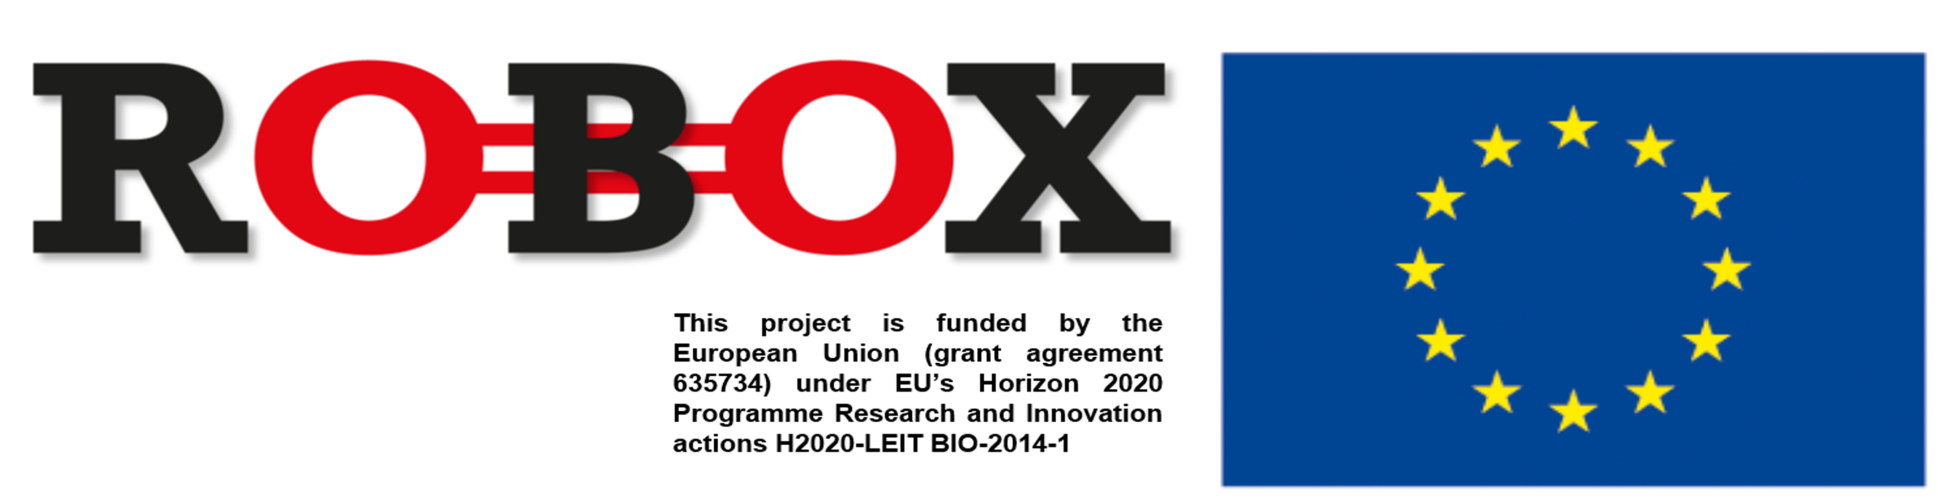 ROBOX
This project is funded by the
European Union (grant agreement
635734) under EU’s Horizon 2020
Programme Research and Innovation
actions H2020-LEIT BIO-2014-1